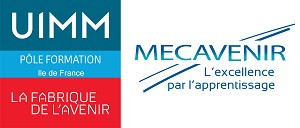 UIMM
PÔLE FORMATION
Ile de France
LA FABRIQUE
DE L'AVENIR
MECAVENIR
L'excellence
par l'apprentissage